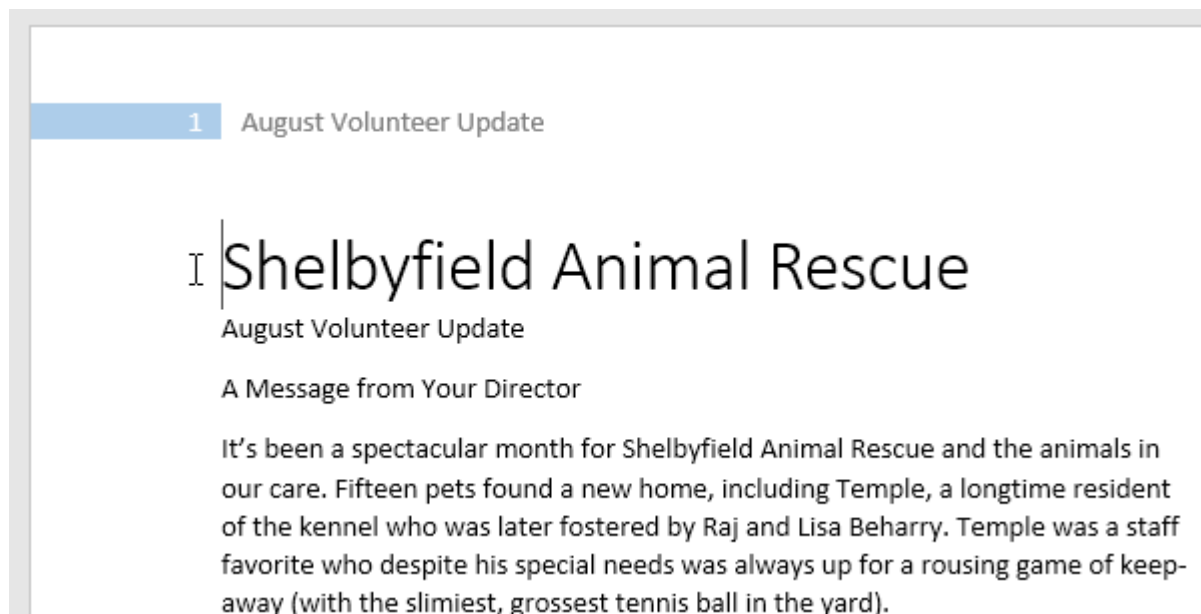 1 August Volunteer Update
Shelbyfield Animal Rescue
August Volunteer Update
A Message from Your Director
It’s been a spectacular month for Shelbyfield Animal Rescue and the animals in
our care. Fifteen pets found a new home, including Temple, a longtime resident
of the kennel who was later fostered by Raj and Lisa Beharry. Temple was a staff
favorite who despite his special needs was always up for a rousing game of keep-
away (with the slimiest, grossest tennis ball in the yard).